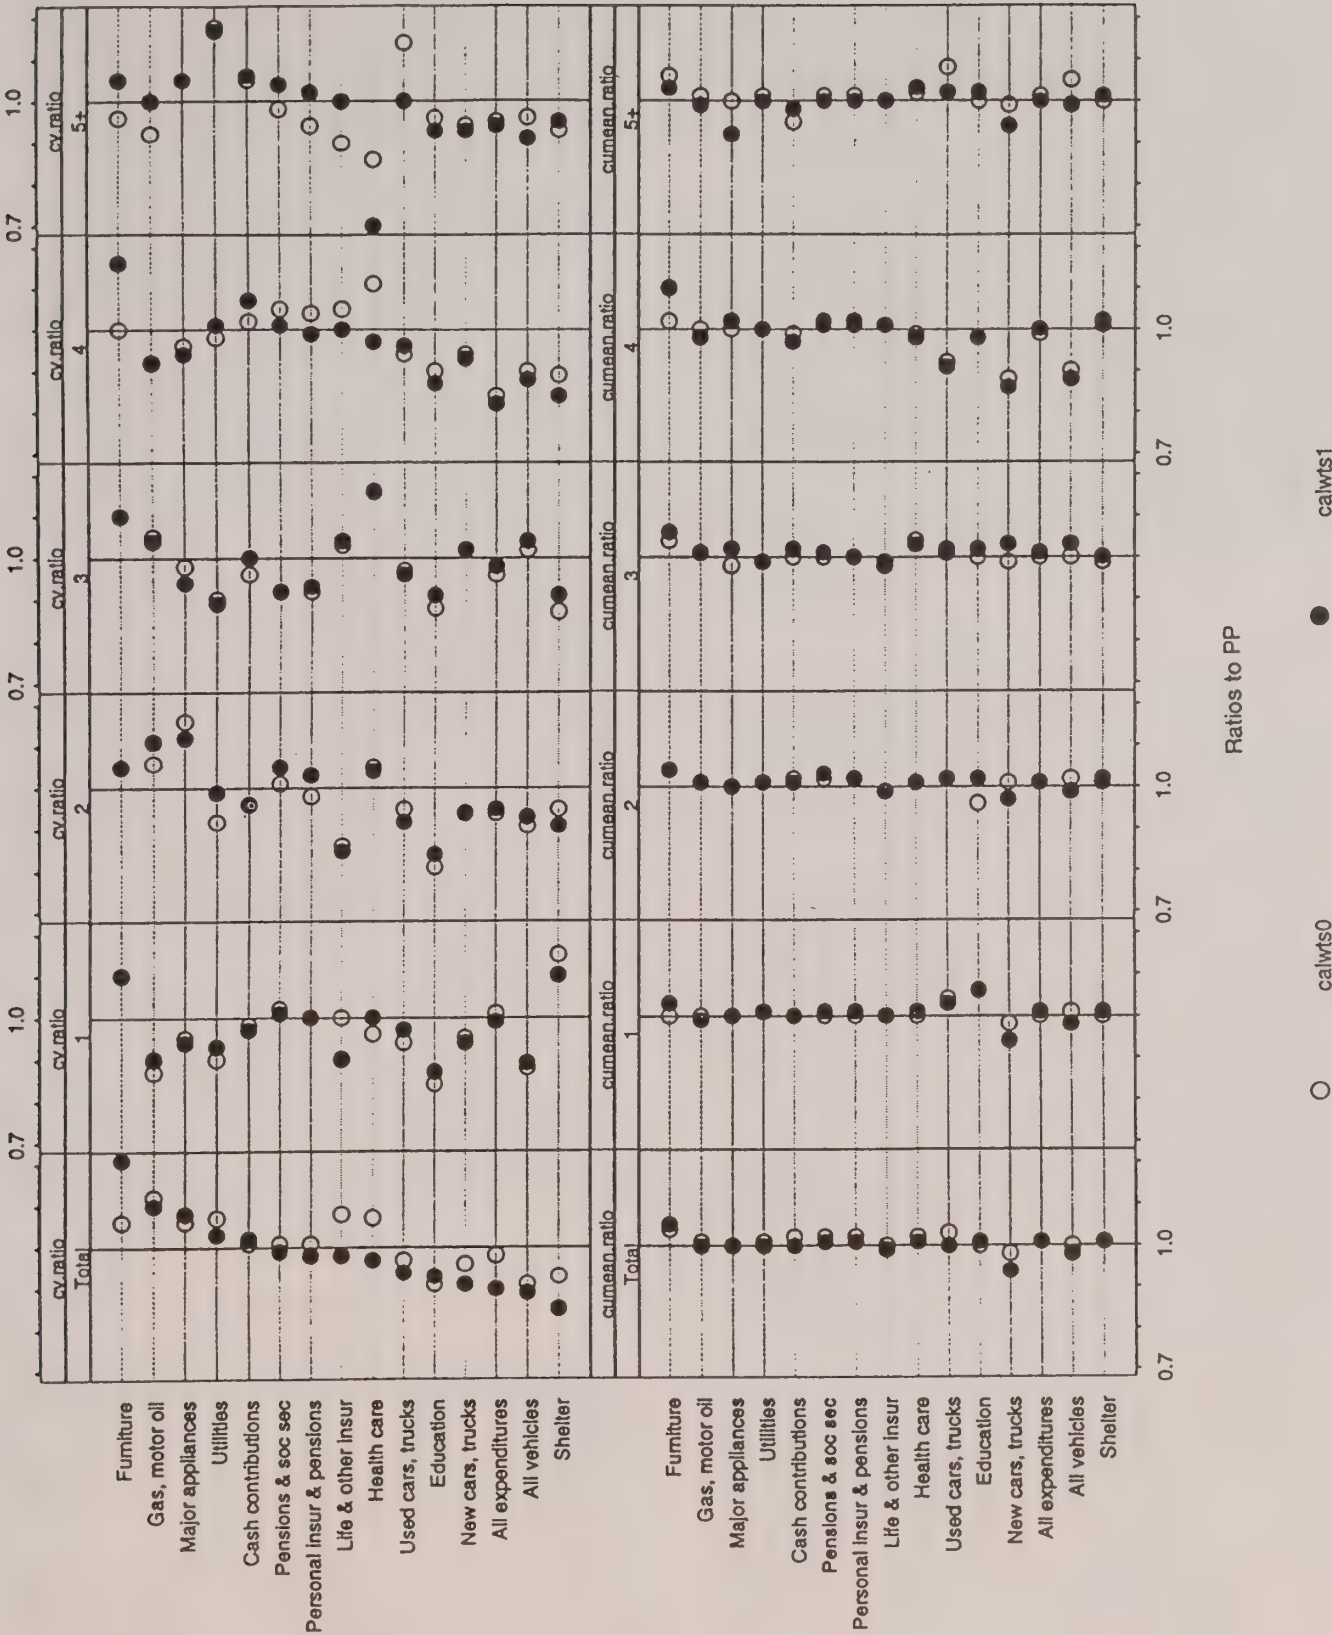 0.7 1.0 0.7 1.0 0.7 1.0
cv.ratio cv.ratio cv.ratio cv.ratio cv.ratio cv.ratio
Total 1 2 3 4 5+
Furniture
Gas, motor oil
Major appliances
Utilities
Cash contributions
Pensions & soc sec
Personal insur & pensions
Life & other insur
Health care
Used cars, trucks
Education
New cars, trucks
All expenditures
All vehicles
Shelter
cumean.ratio cumean.ratio cumean.ratio cumean.ratio cumean.ratio cumean.ratio
Total 1 2 3 4 5+
Furniture
Gas, motor oil
Major appliances
Utilities
Cash contributions
Pensions & soc sec
Personal insur & pensions
Life & other insur
Health care
Used cars, trucks
Education
New cars, trucks
All expenditures
All vehicles
Shelter
0.7 1.0 0.7 1.0 0.7 1.0
Ratios to PP
calwts0 calwts1